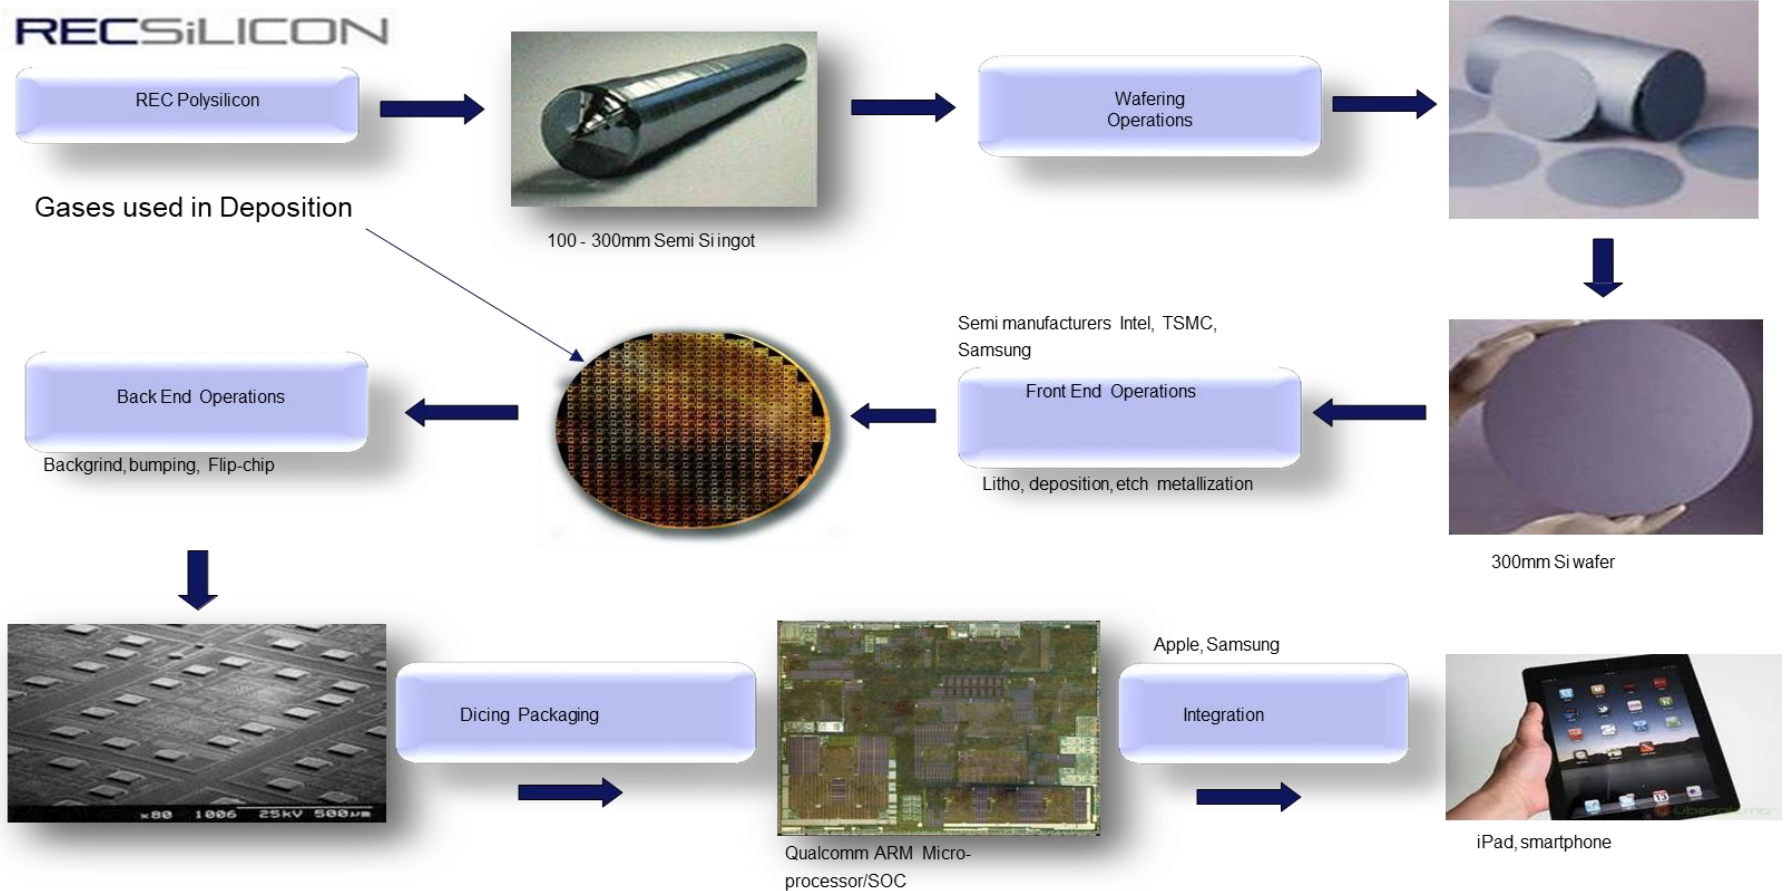 RECSiLICON
REC Polysilicon
Wafering
Operations
Gases used in Deposition
100 - 300mm Semi Si ingot
Semi manufacturers Intel, TSMC,
Samsung
Front End Operations
Back End Operations
Backgrind, bumping, Flip-chip
Litho, deposition, etch metallization
300mm Si wafer
Apple, Samsung
Dicing Packaging
Integration
x80 1006 25kV 500µm
iPad, smartphone
Qualcomm ARM Micro-
processor/SOC